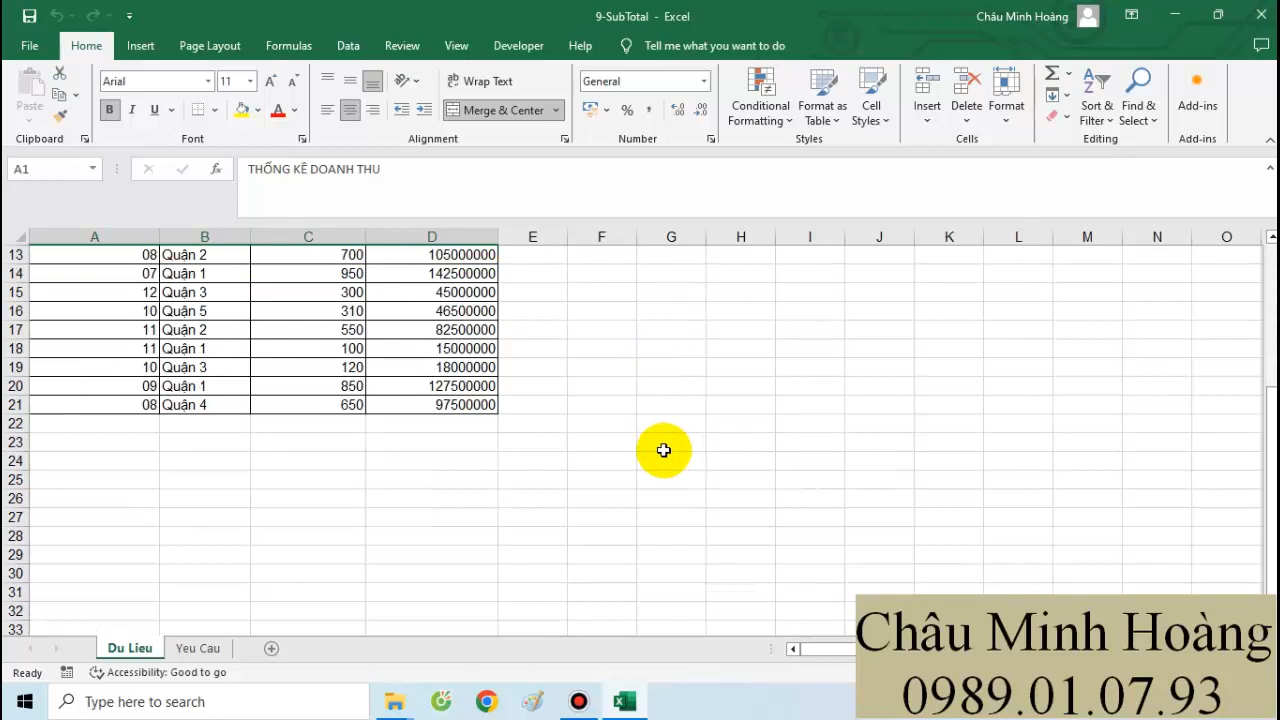 9-SubTotal - Excel
Châu Minh Hoàng
File Home Insert Page Layout Formulas Data Review View Developer Help Tell me what you want to do
Paste
Clipboard
Arial 11
B I U
Font
Wrap Text
Merge & Center
Alignment
General
Number
Conditional Formatting
Format as Table
Cell Styles
Styles
Insert Delete Format
Cells
Sort & Filter
Find & Select
Editing
Add-ins
Add-ins
A1 fx THỐNG KÊ DOANH THU
A B C D E F G H I J K L M N O
13 08 Quận 2 700 105000000
14 07 Quận 1 950 142500000
15 12 Quận 3 300 45000000
16 10 Quận 5 310 46500000
17 11 Quận 2 550 82500000
18 11 Quận 1 100 15000000
19 10 Quận 3 120 18000000
20 09 Quận 1 850 127500000
21 08 Quận 4 650 97500000
22
23
24
25
26
27
28
29
30
31
32
33
Du Lieu Yeu Cau
Ready Accessibility: Good to go
Type here to search
Châu Minh Hoàng
0989.01.07.93